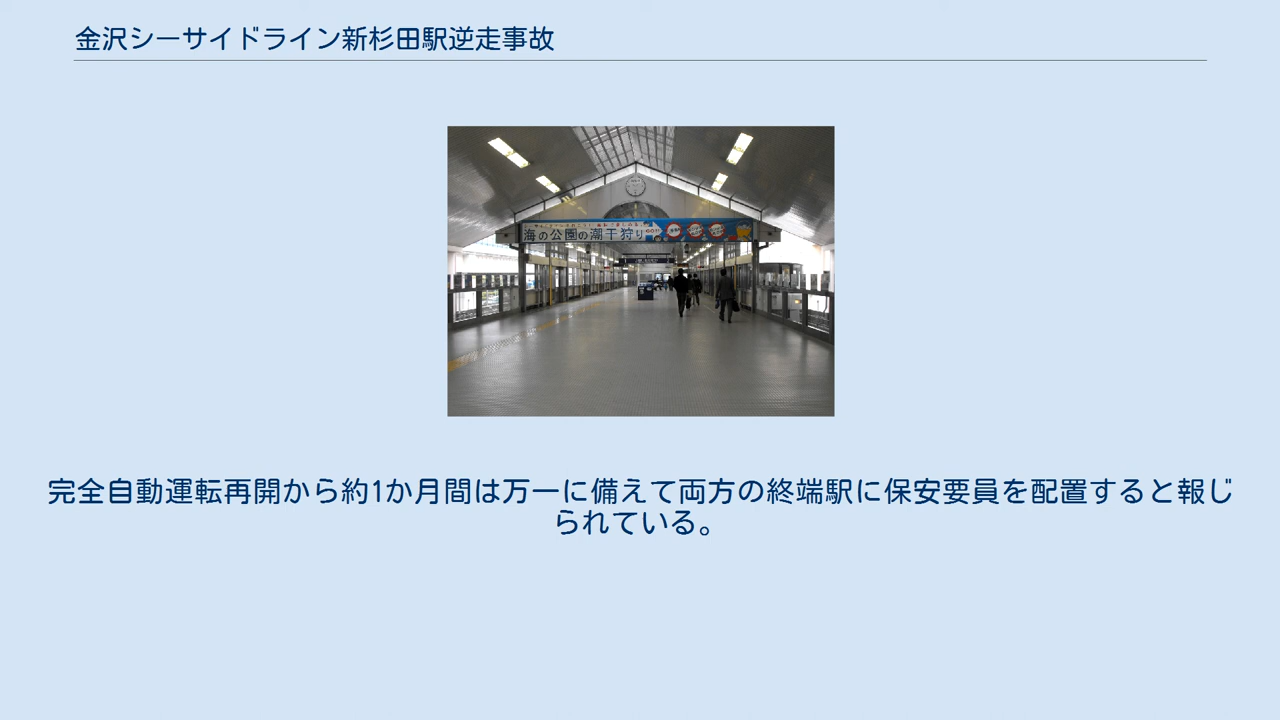 金沢シーサイドライン新杉田駅逆走事故
海の公園の潮干狩り
完全自動運転再開から約1か月間は万一に備えて両方の終端駅に保安要員を配置すると報じ
られている。